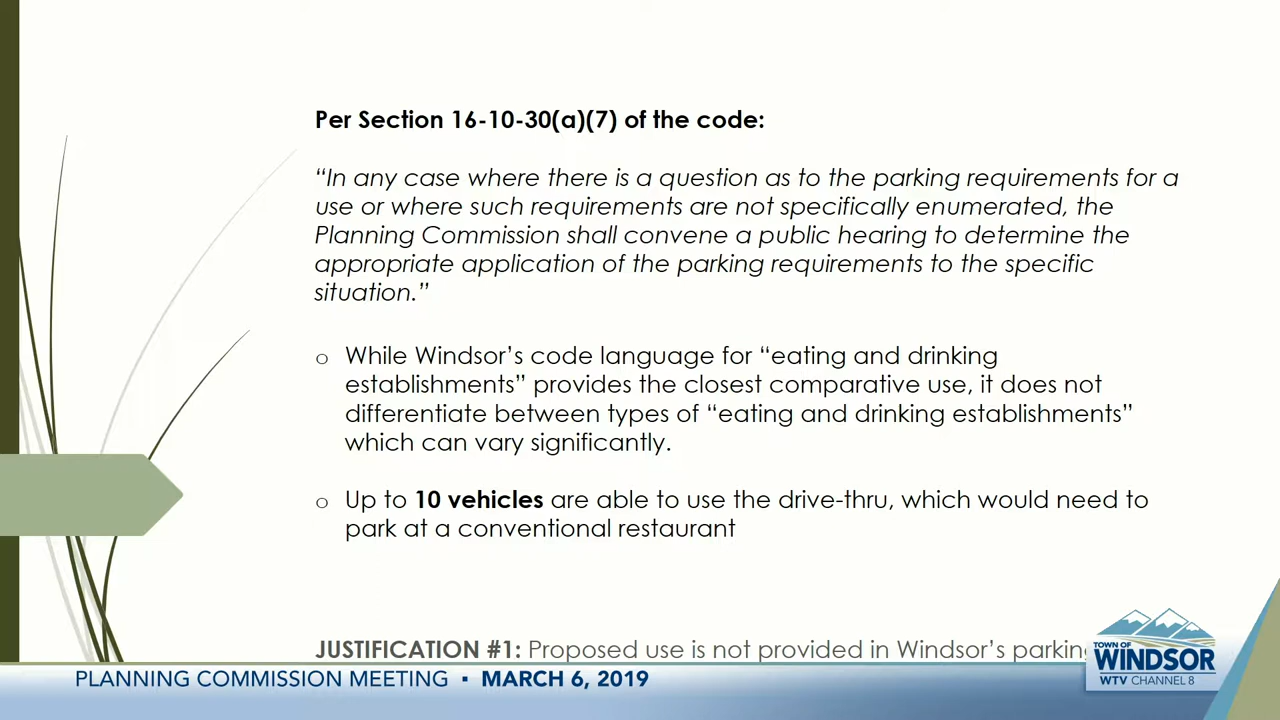 Per Section 16-10-30(a)(7) of the code:
“In any case where there is a question as to the parking requirements for a
use or where such requirements are not specifically enumerated, the
Planning Commission shall convene a public hearing to determine the
appropriate application of the parking requirements to the specific
situation.”
o While Windsor’s code language for “eating and drinking
establishments” provides the closest comparative use, it does not
differentiate between types of “eating and drinking establishments”
which can vary significantly.
o Up to 10 vehicles are able to use the drive-thru, which would need to
park at a conventional restaurant
JUSTIFICATION #1: Proposed use is not provided in Windsor’s parking
TOWN OF
WINDSOR
WTV CHANNEL 8
PLANNING COMMISSION MEETING ▪ MARCH 6, 2019